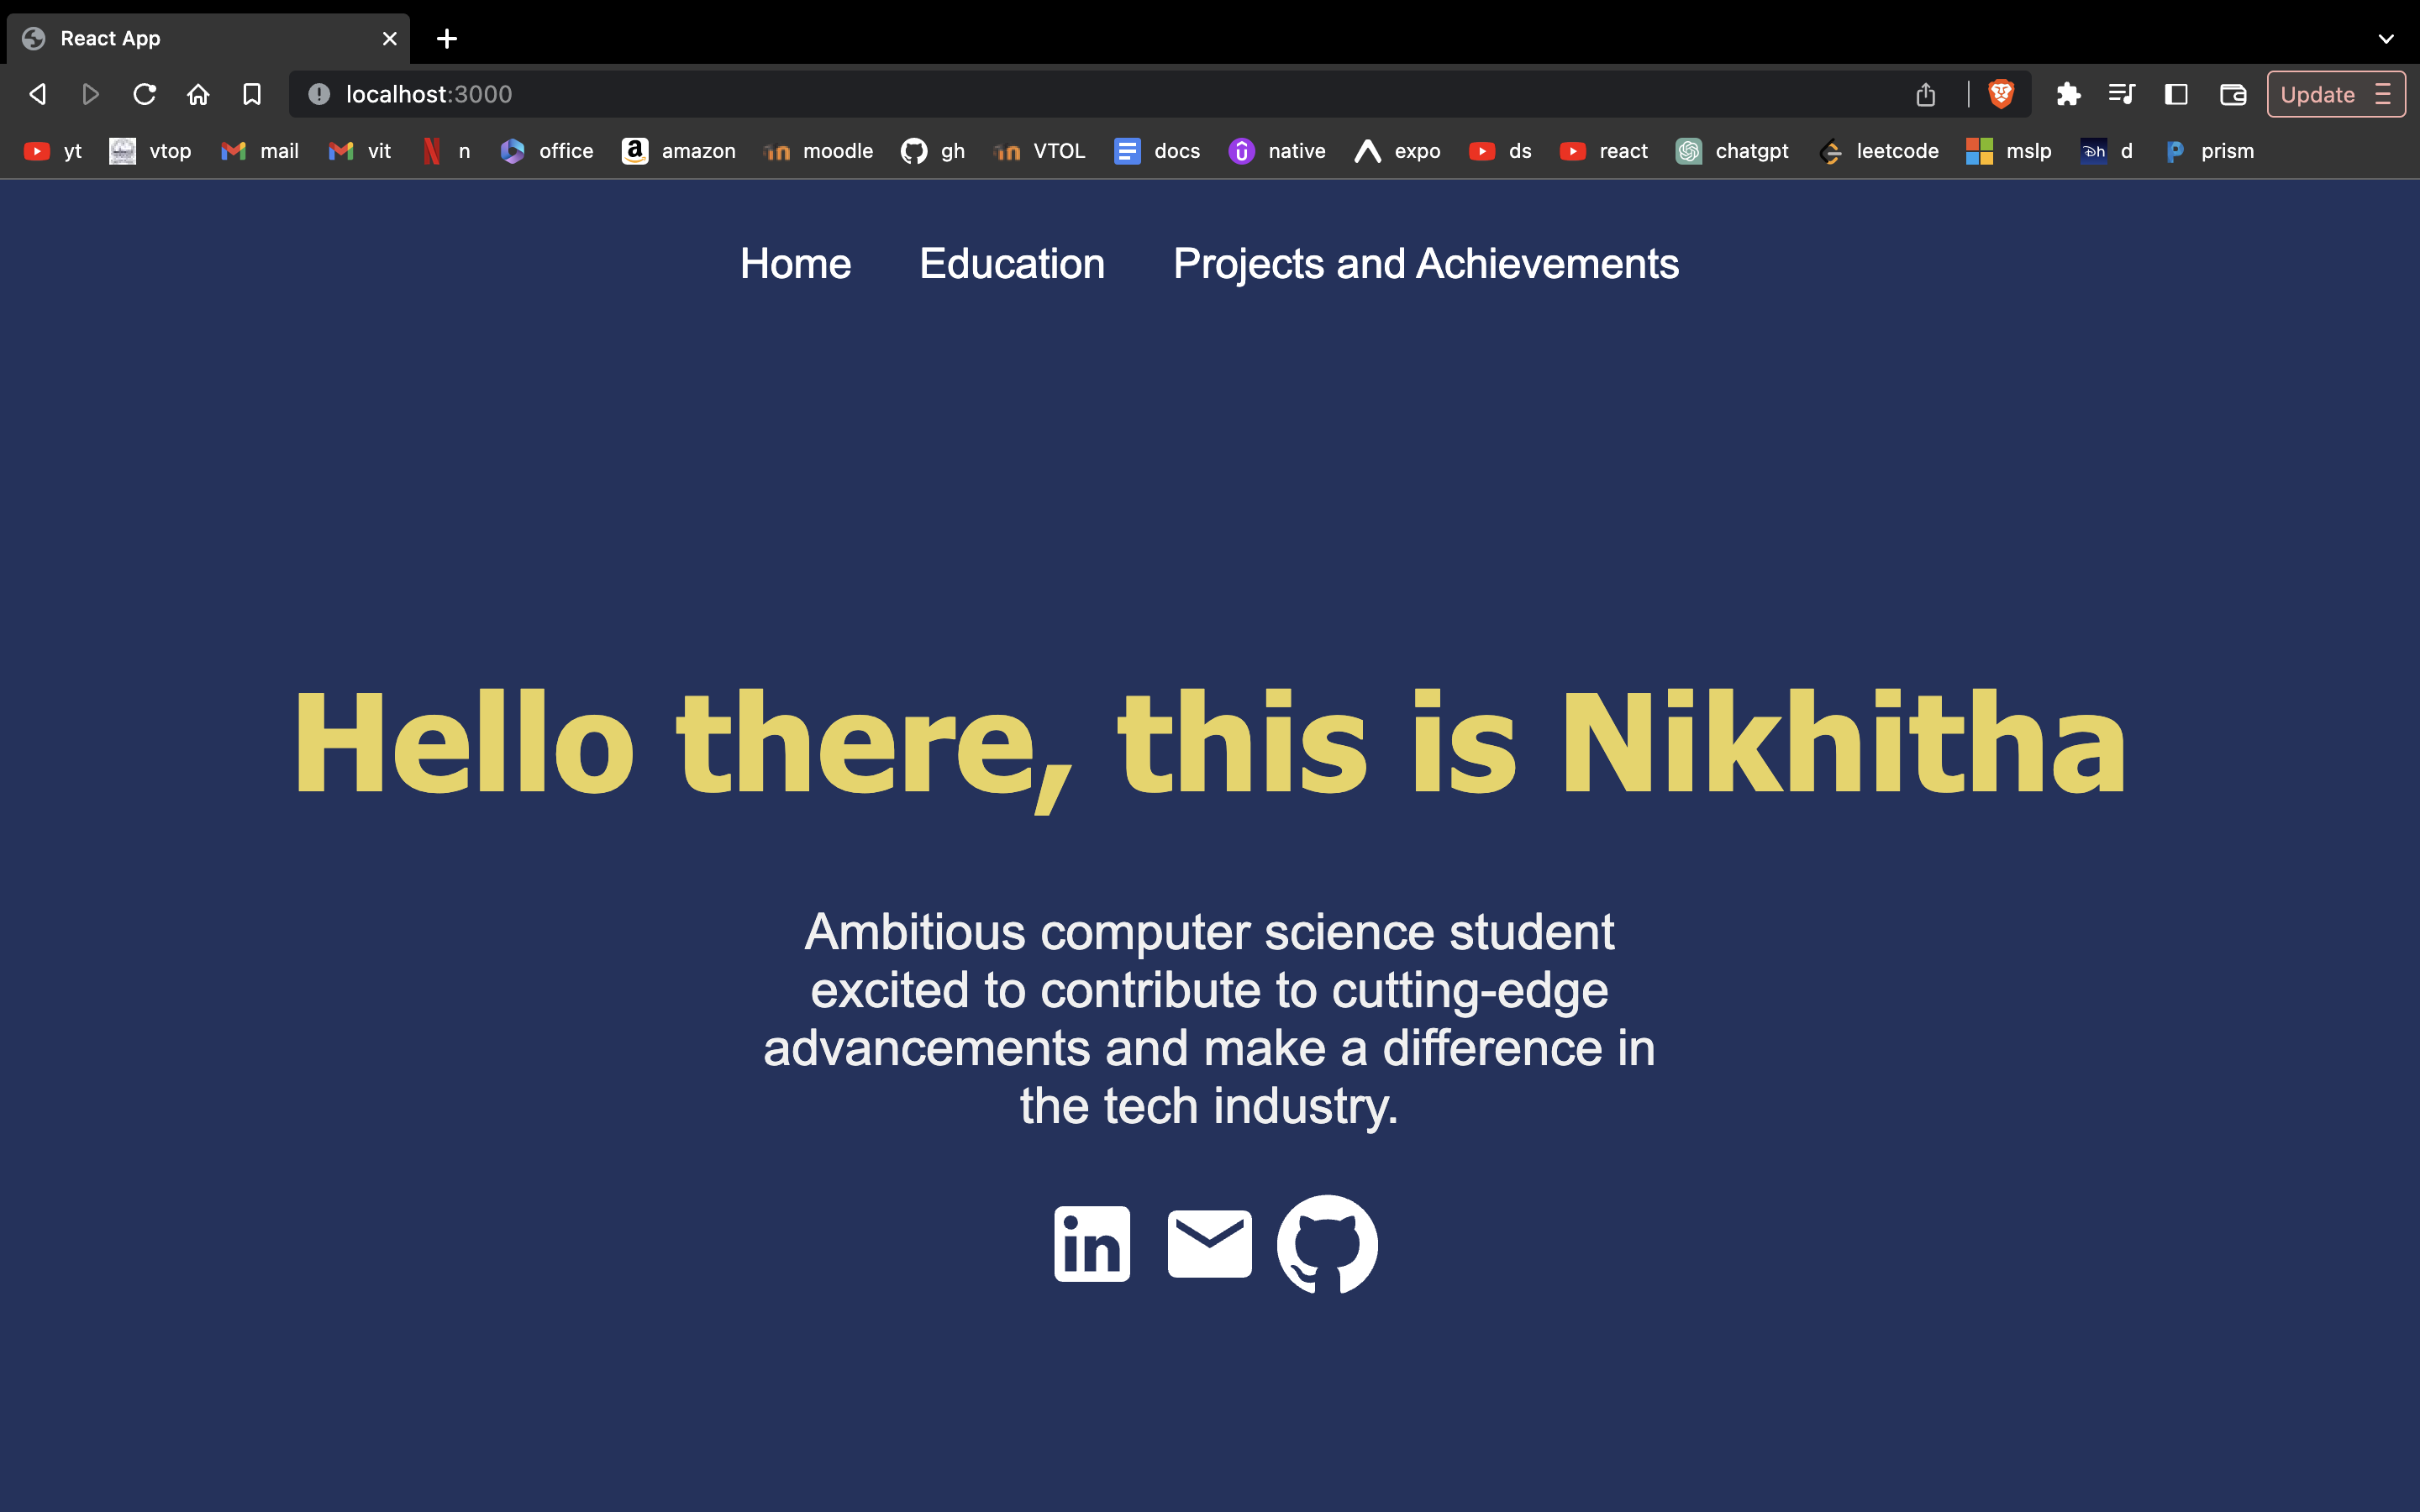 React App
localhost:3000
Update
yt vtop mail vit n office amazon moodle gh VTOL docs native expo ds react chatgpt leetcode mslp d prism
Home Education Projects and Achievements
Hello there, this is Nikhitha
Ambitious computer science student
excited to contribute to cutting-edge
advancements and make a difference in
the tech industry.
in